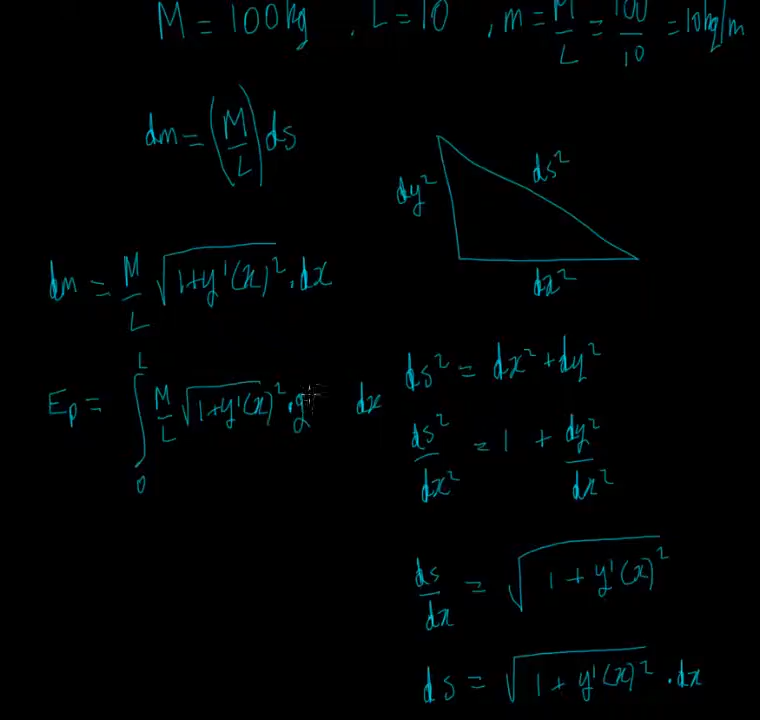 M = 100kg , L = 10 , m = M/L = 100/10 = 10kg/m
dm = (M/L) ds
dy² ds²
dx²
dm = M/L √(1+y'(x)²) . dx
ds² = dx² + dy²
Ep = ∫₀ᴸ M/L √(1+y'(x)²) . g dx
ds²/dx² = 1 + dy²/dx²
ds/dx = √(1 + y'(x)²)
ds = √(1 + y'(x)²) . dx